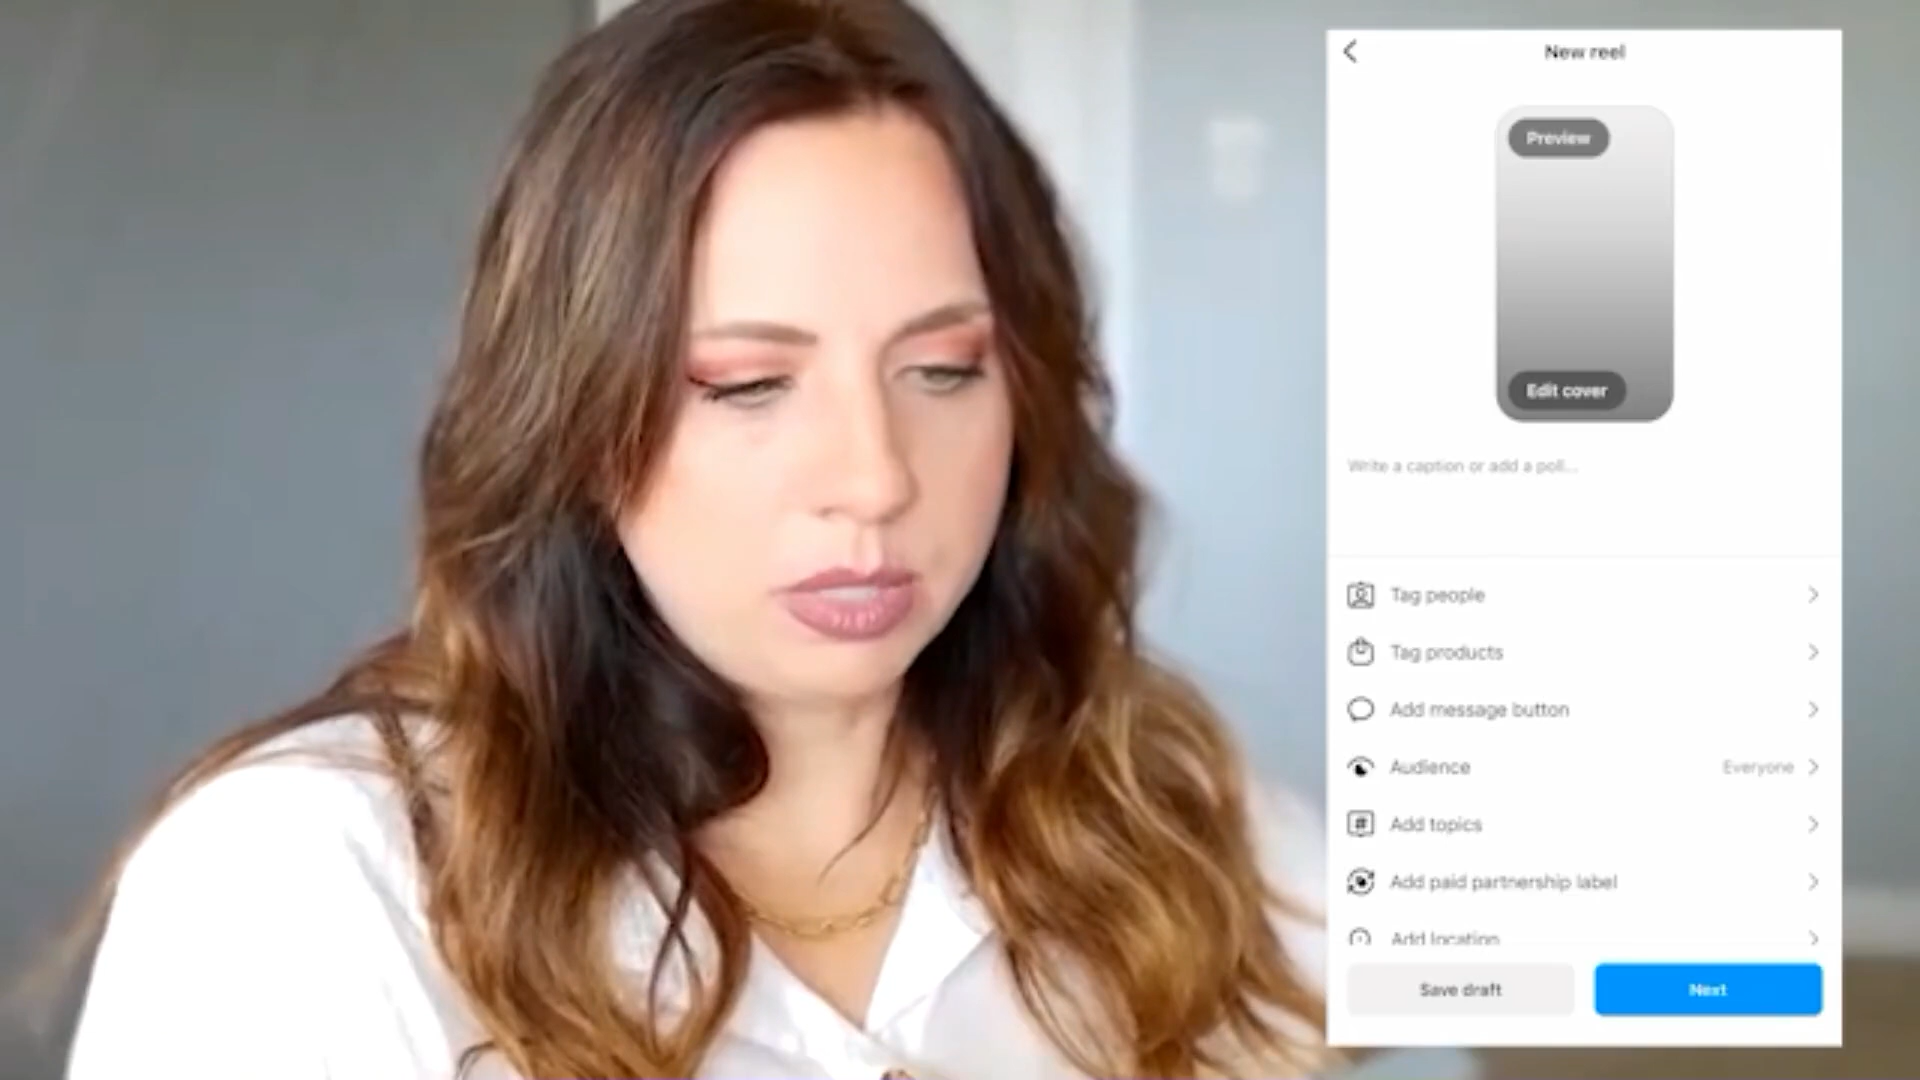 New reel
Preview
Edit cover
Write a caption or add a poll...
Tag people
Tag products
Add message button
Audience
Everyone
Add topics
Add paid partnership label
Add location
Save draft
Next